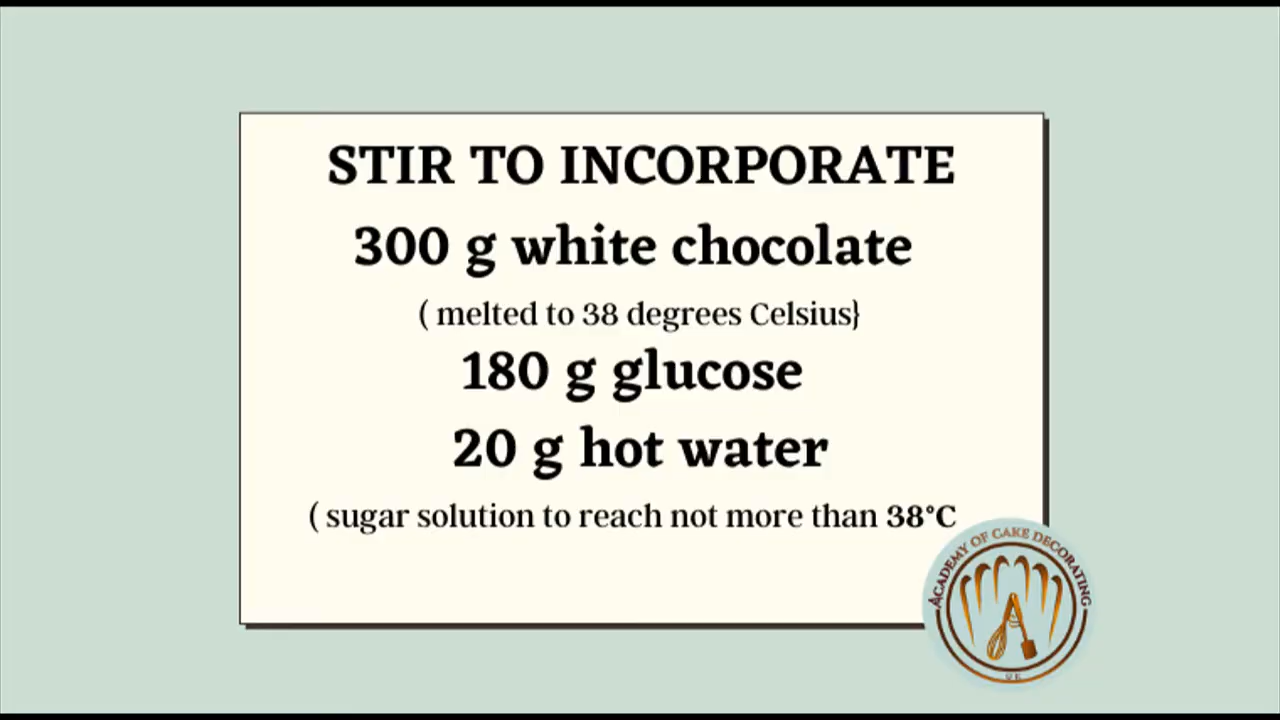 STIR TO INCORPORATE
300 g white chocolate
( melted to 38 degrees Celsius}
180 g glucose
20 g hot water
( sugar solution to reach not more than 38°C
ACADEMY OF CAKE DECORATING
UK